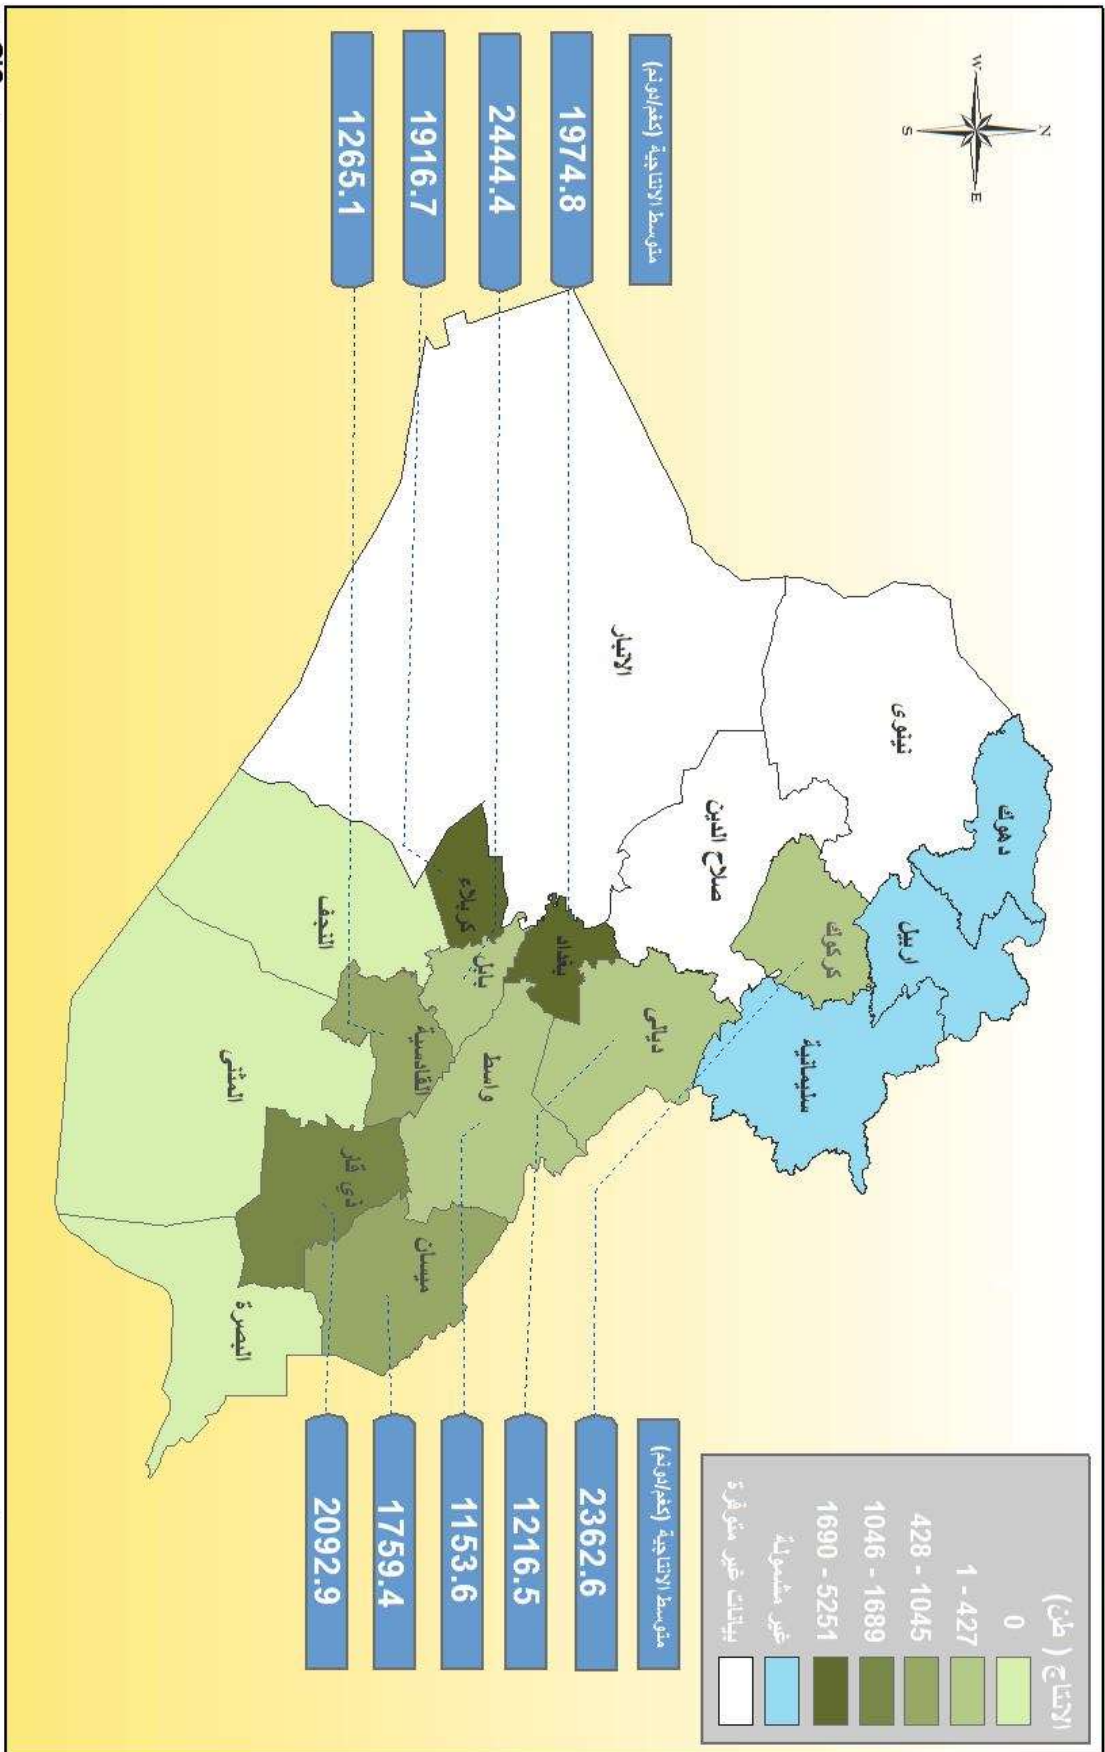 N
W
E
S
الانتاج ( طن)
0
1 - 427
428 - 1045
1046 - 1689
1690 - 5251
غير مشمولة
بيانات غير متوفرة
متوسط الانتاجية (كغم/دونم)
1974.8
2444.4
1916.7
1265.1
دهوك
نينوى
اربيل
كركوك
سليمانية
صلاح الدين
الانبار
ديالى
بغداد
كربلاء
بابل
واسط
النجف
القادسية
ميسان
ذي قار
المثنى
البصرة
متوسط الانتاجية (كغم/دونم)
2362.6
1216.5
1153.6
1759.4
2092.9